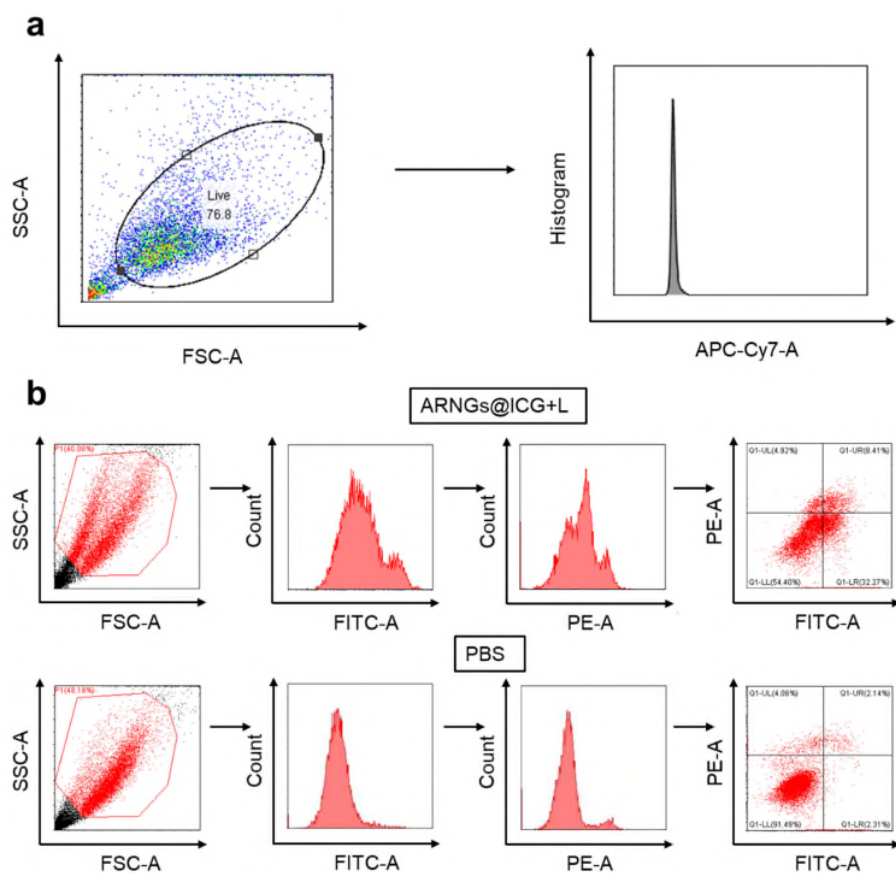 a
SSC-A
Live
76.8
FSC-A
Histogram
APC-Cy7-A
b
ARNGs@ICG+L
SSC-A
P1(40.08%)
FSC-A
Count
FITC-A
Count
PE-A
PE-A
Q1-UL(4.92%)
Q1-UR(8.41%)
Q1-LL(54.40%)
Q1-LR(32.27%)
FITC-A
PBS
SSC-A
P1(48.18%)
FSC-A
Count
FITC-A
Count
PE-A
PE-A
Q1-UL(4.08%)
Q1-UR(2.14%)
Q1-LL(91.49%)
Q1-LR(2.31%)
FITC-A